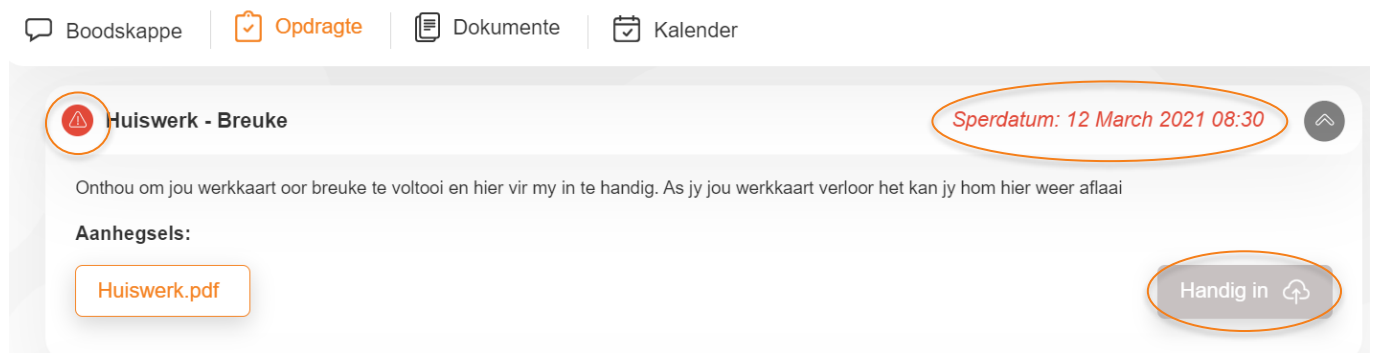 Boodskappe Opdragte Dokumente Kalender
Huiswerk - Breuke Sperdatum: 12 March 2021 08:30
Onthou om jou werkkaart oor breuke te voltooi en hier vir my in te handig. As jy jou werkkaart verloor het kan jy hom hier weer aflaai
Aanhegsels:
Huiswerk.pdf Handig in